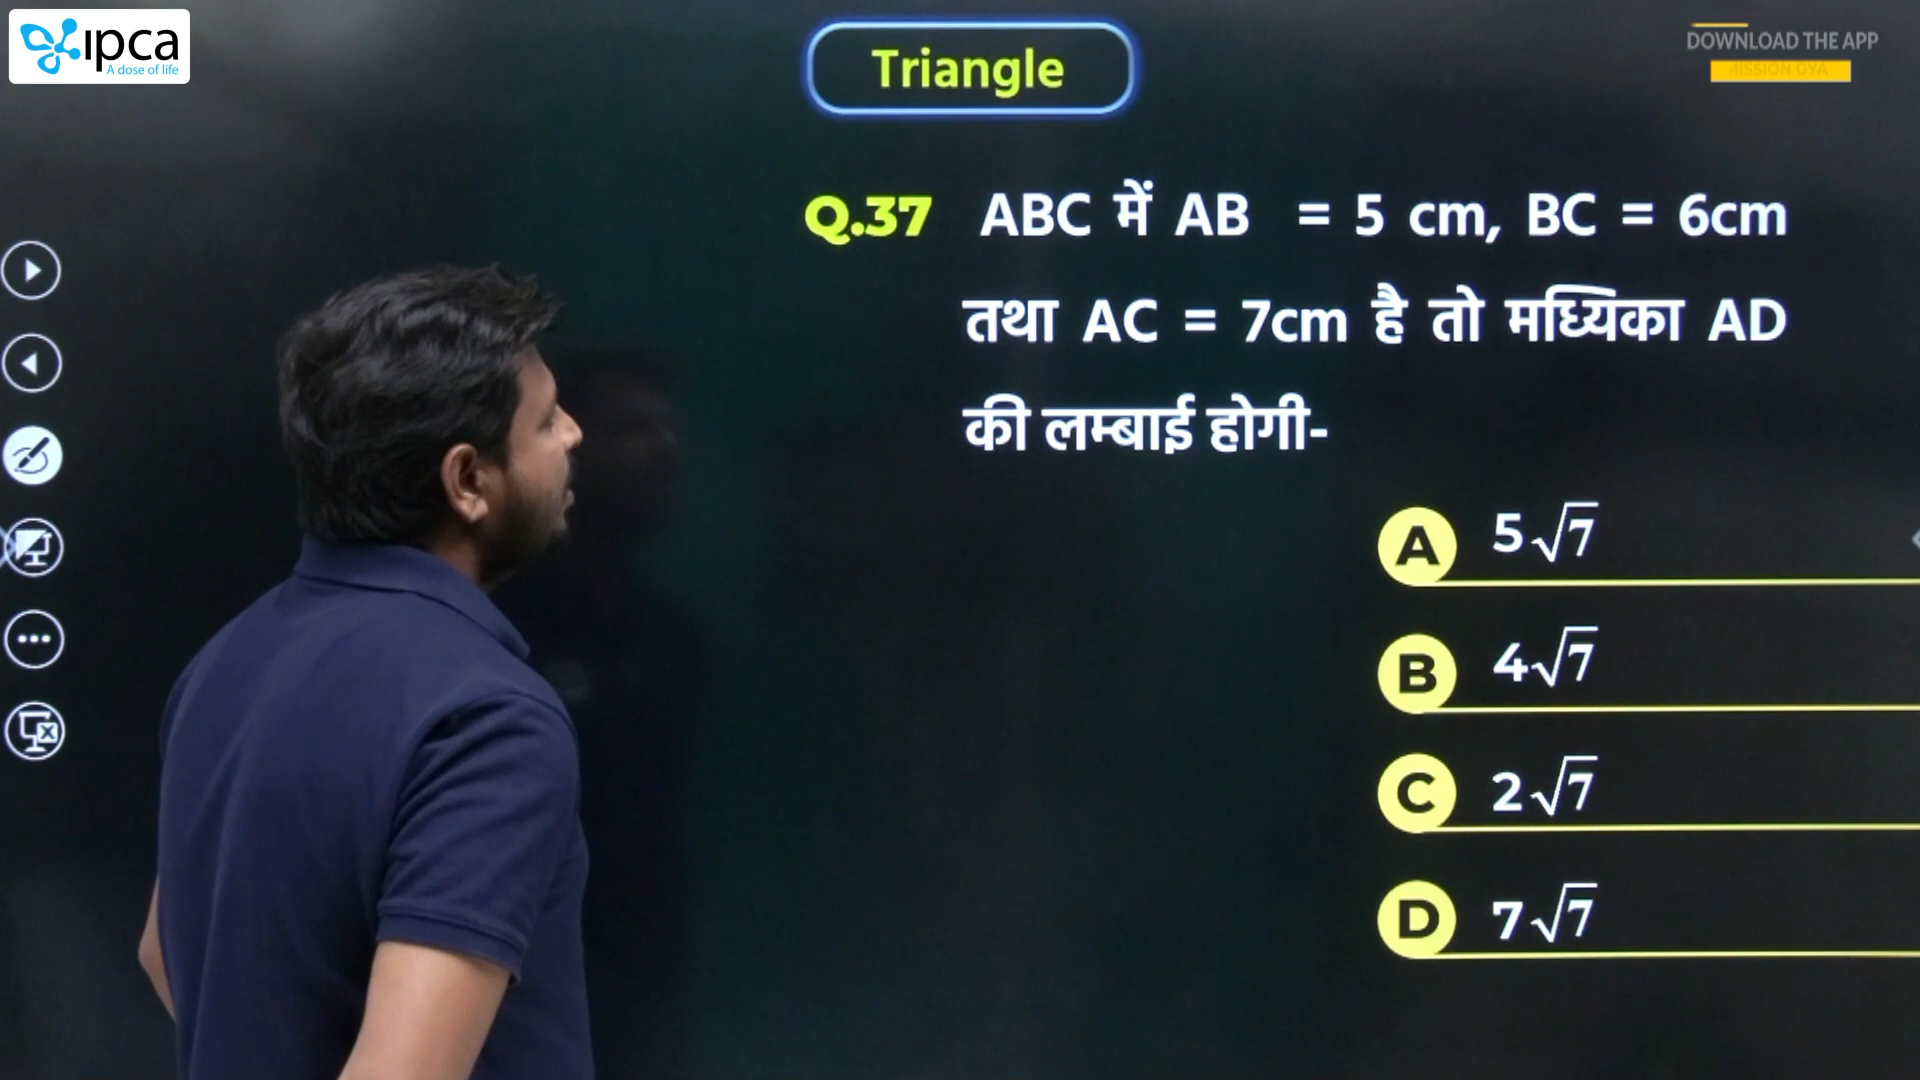 ıpca
A dose of life
Triangle
DOWNLOAD THE APP
Q.37 ABC में AB = 5 cm, BC = 6cm
तथा AC = 7cm है तो मध्यिका AD
की लम्बाई होगी-
A 5√7
B 4√7
C 2√7
D 7√7